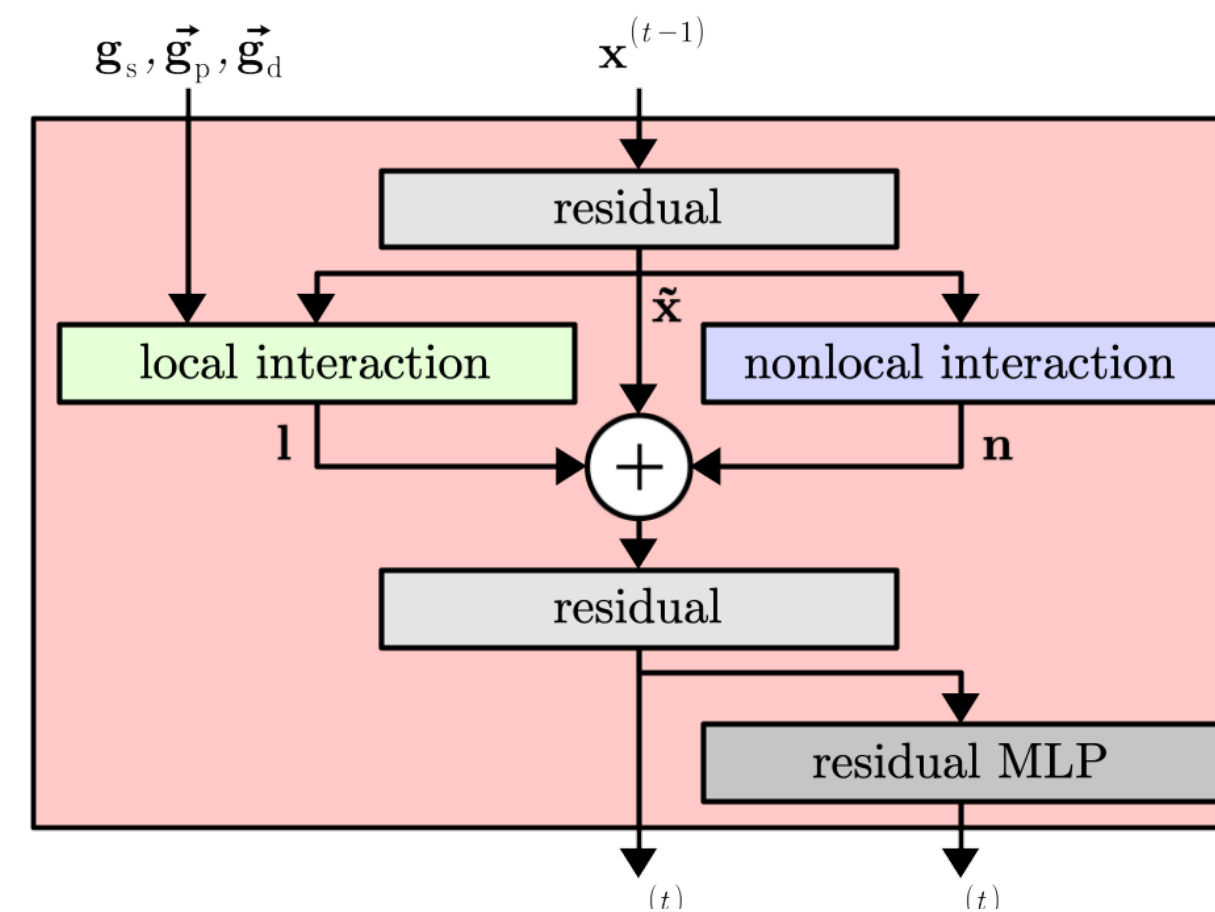 g_s, g⃗_p, g⃗_d
x^(t−1)
residual
x̃
local interaction
nonlocal interaction
l
n
+
residual
residual MLP
(t)
(t)